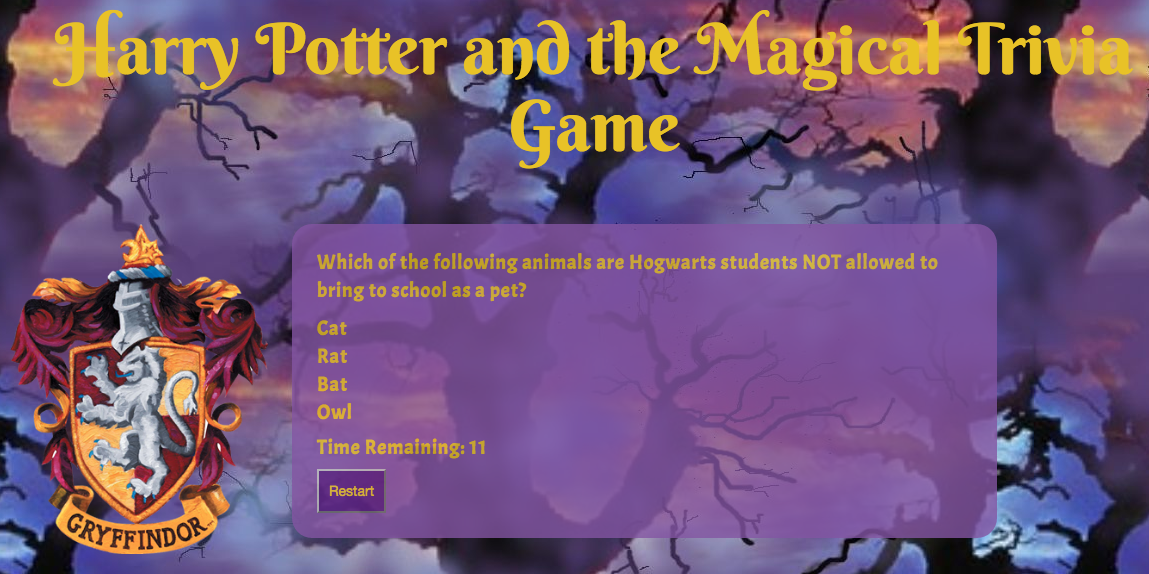 Harry Potter and the Magical Trivia
Game
Which of the following animals are Hogwarts students NOT allowed to
bring to school as a pet?
Cat
Rat
Bat
Owl
Time Remaining: 11
Restart
GRYFFINDOR